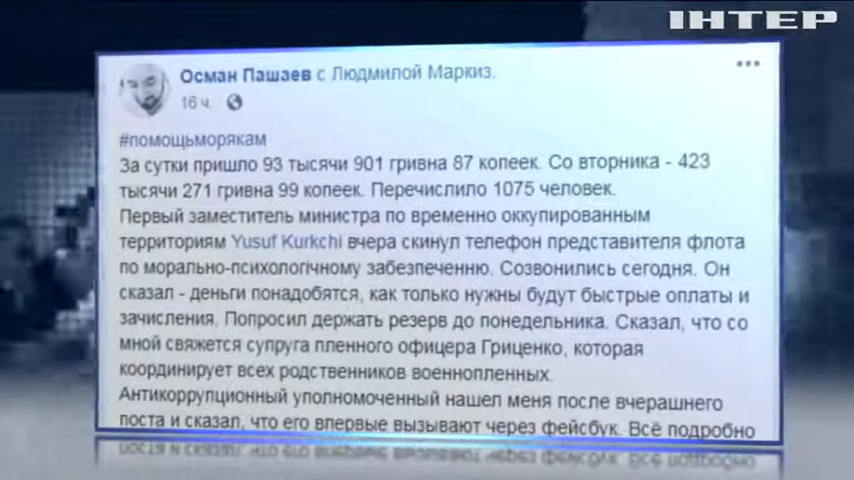 ІНТЕР
Осман Пашаев с Людмилой Маркиз.
16 ч.
#помощьморякам
За сутки пришло 93 тысячи 901 гривна 87 копеек. Со вторника - 423
тысячи 271 гривна 99 копеек. Перечислило 1075 человек.
Первый заместитель министра по временно оккупированным
территориям Yusuf Kurkchi вчера скинул телефон представителя флота
по морально-психологічному забезпеченню. Созвонились сегодня. Он
сказал - деньги понадобятся, как только нужны будут быстрые оплаты и
зачисления. Попросил держать резерв до понедельника. Сказал, что со
мной свяжется супруга пленного офицера Гриценко, которая
координирует всех родственников военнопленных.
Антикоррупционный уполномоченный нашел меня после вчерашнего
поста и сказал, что его впервые вызывают через фейсбук. Всё подробно